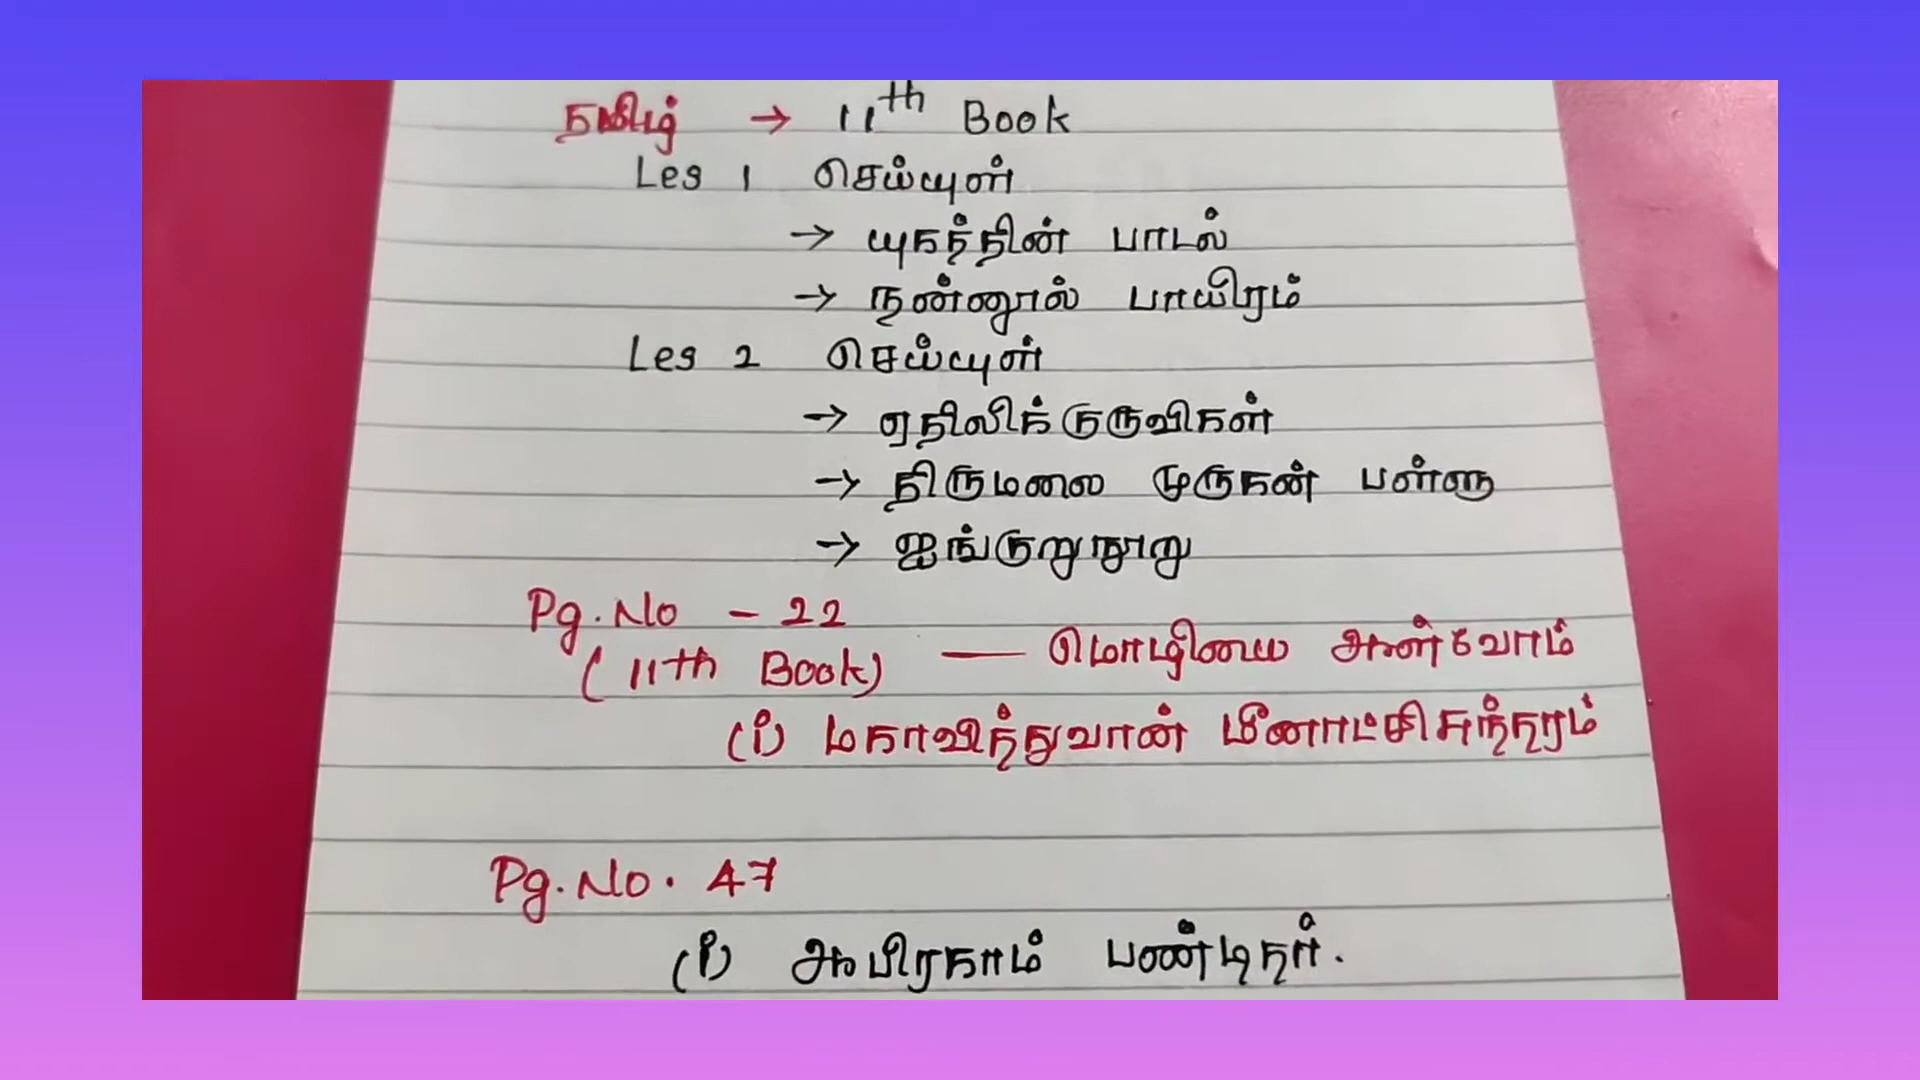 தமிழ் → 11th Book
Les 1 செய்யுள்
→ யுகத்தின் பாடல்
→ நன்னூல் பாயிரம்
Les 2 செய்யுள்
→ ஏதிலிக்குருவிகள்
→ திருமலை முருகன் பள்ளு
→ ஐங்குறுநூறு
Pg.No - 22
(11th Book) — மொழியை ஆள்வோம்
(i) மகாவித்துவான் மீனாட்சிசுந்தரம்
Pg.No. 47
(i) ஆபிரகாம் பண்டிதர்.